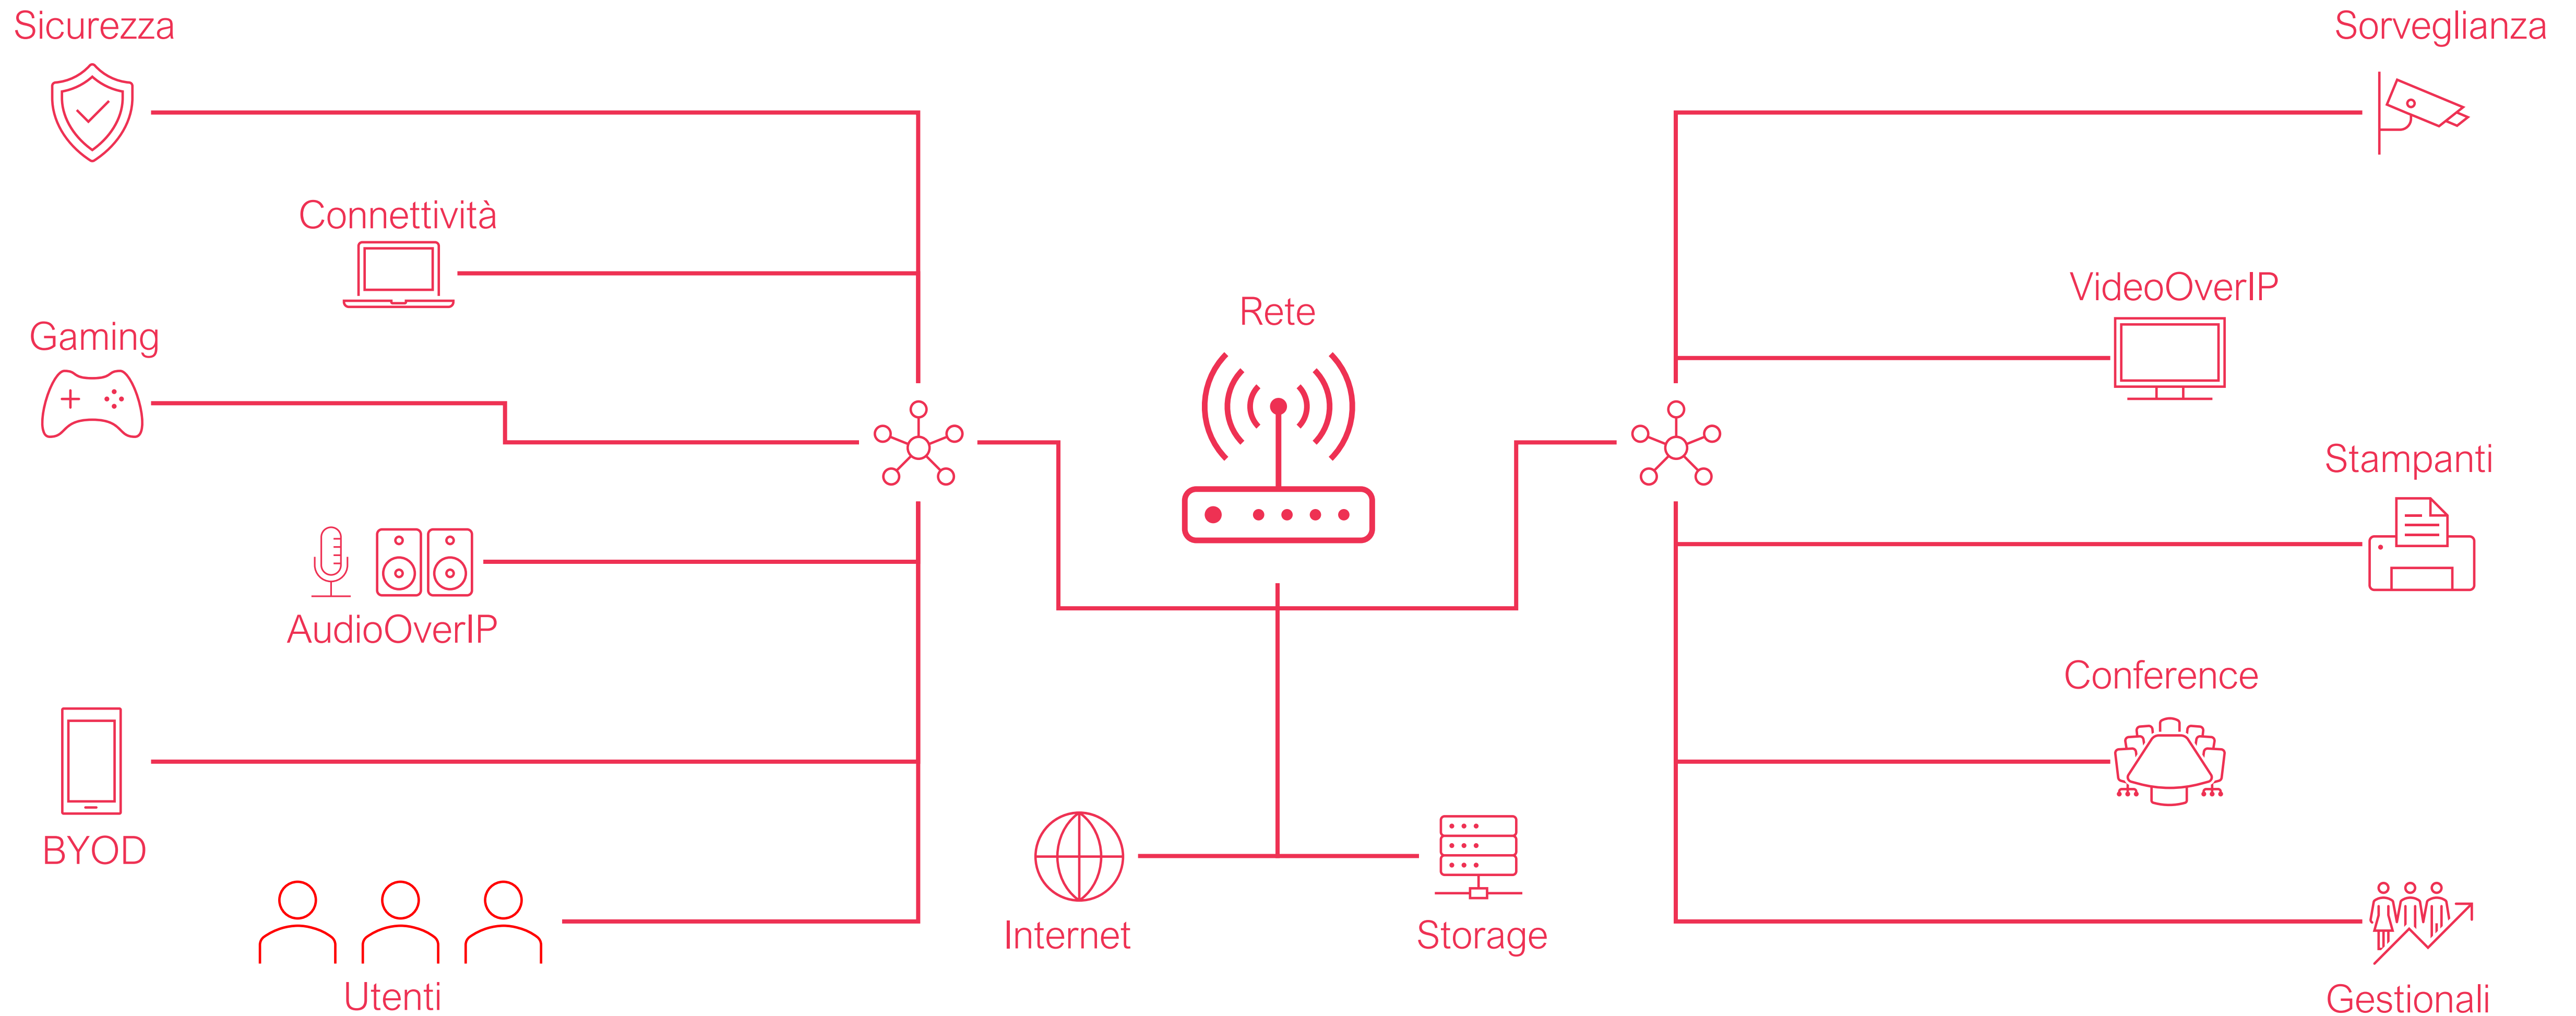 Sicurezza
Sorveglianza
Connettività
VideoOverIP
Rete
Gaming
Stampanti
AudioOverIP
Conference
BYOD
Internet
Storage
Utenti
Gestionali